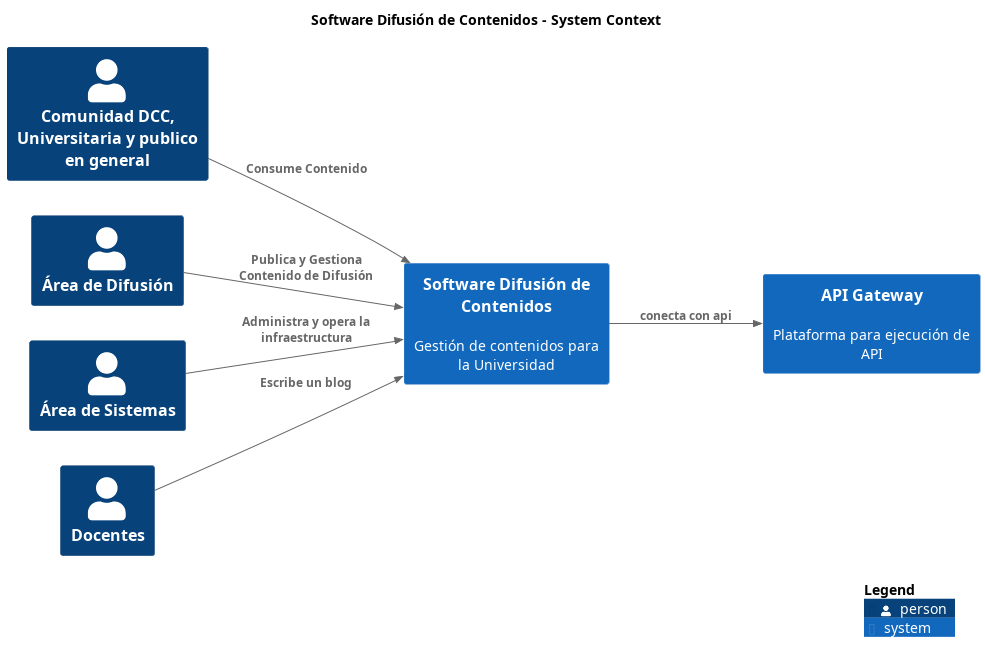 Software Difusión de Contenidos - System Context
Comunidad DCC,
Universitaria y publico
en general
Consume Contenido
Área de Difusión
Publica y Gestiona
Contenido de Difusión
Área de Sistemas
Administra y opera la
infraestructura
Docentes
Escribe un blog
Software Difusión de
Contenidos
Gestión de contenidos para
la Universidad
conecta con api
API Gateway
Plataforma para ejecución de
API
Legend
person
system